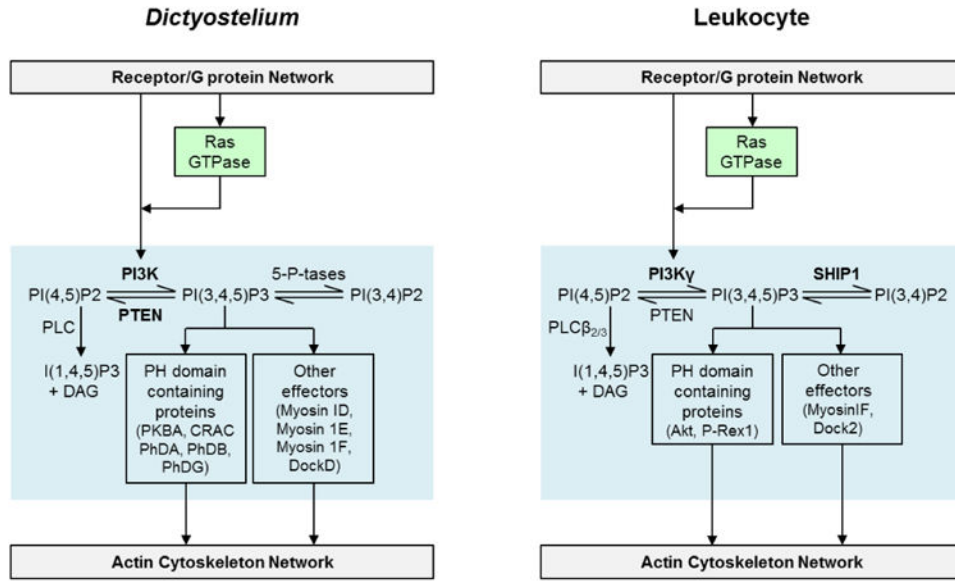 Dictyostelium
Receptor/G protein Network
Ras
GTPase
PI3K
5-P-tases
PI(4,5)P2
PI(3,4,5)P3
PI(3,4)P2
PTEN
PLC
I(1,4,5)P3
+ DAG
PH domain
containing
proteins
(PKBA, CRAC
PhDA, PhDB,
PhDG)
Other
effectors
(Myosin ID,
Myosin 1E,
Myosin 1F,
DockD)
Actin Cytoskeleton Network
Leukocyte
Receptor/G protein Network
Ras
GTPase
PI3Kγ
SHIP1
PI(4,5)P2
PI(3,4,5)P3
PI(3,4)P2
PTEN
PLCβ2/3
I(1,4,5)P3
+ DAG
PH domain
containing
proteins
(Akt, P-Rex1)
Other
effectors
(MyosinIF,
Dock2)
Actin Cytoskeleton Network